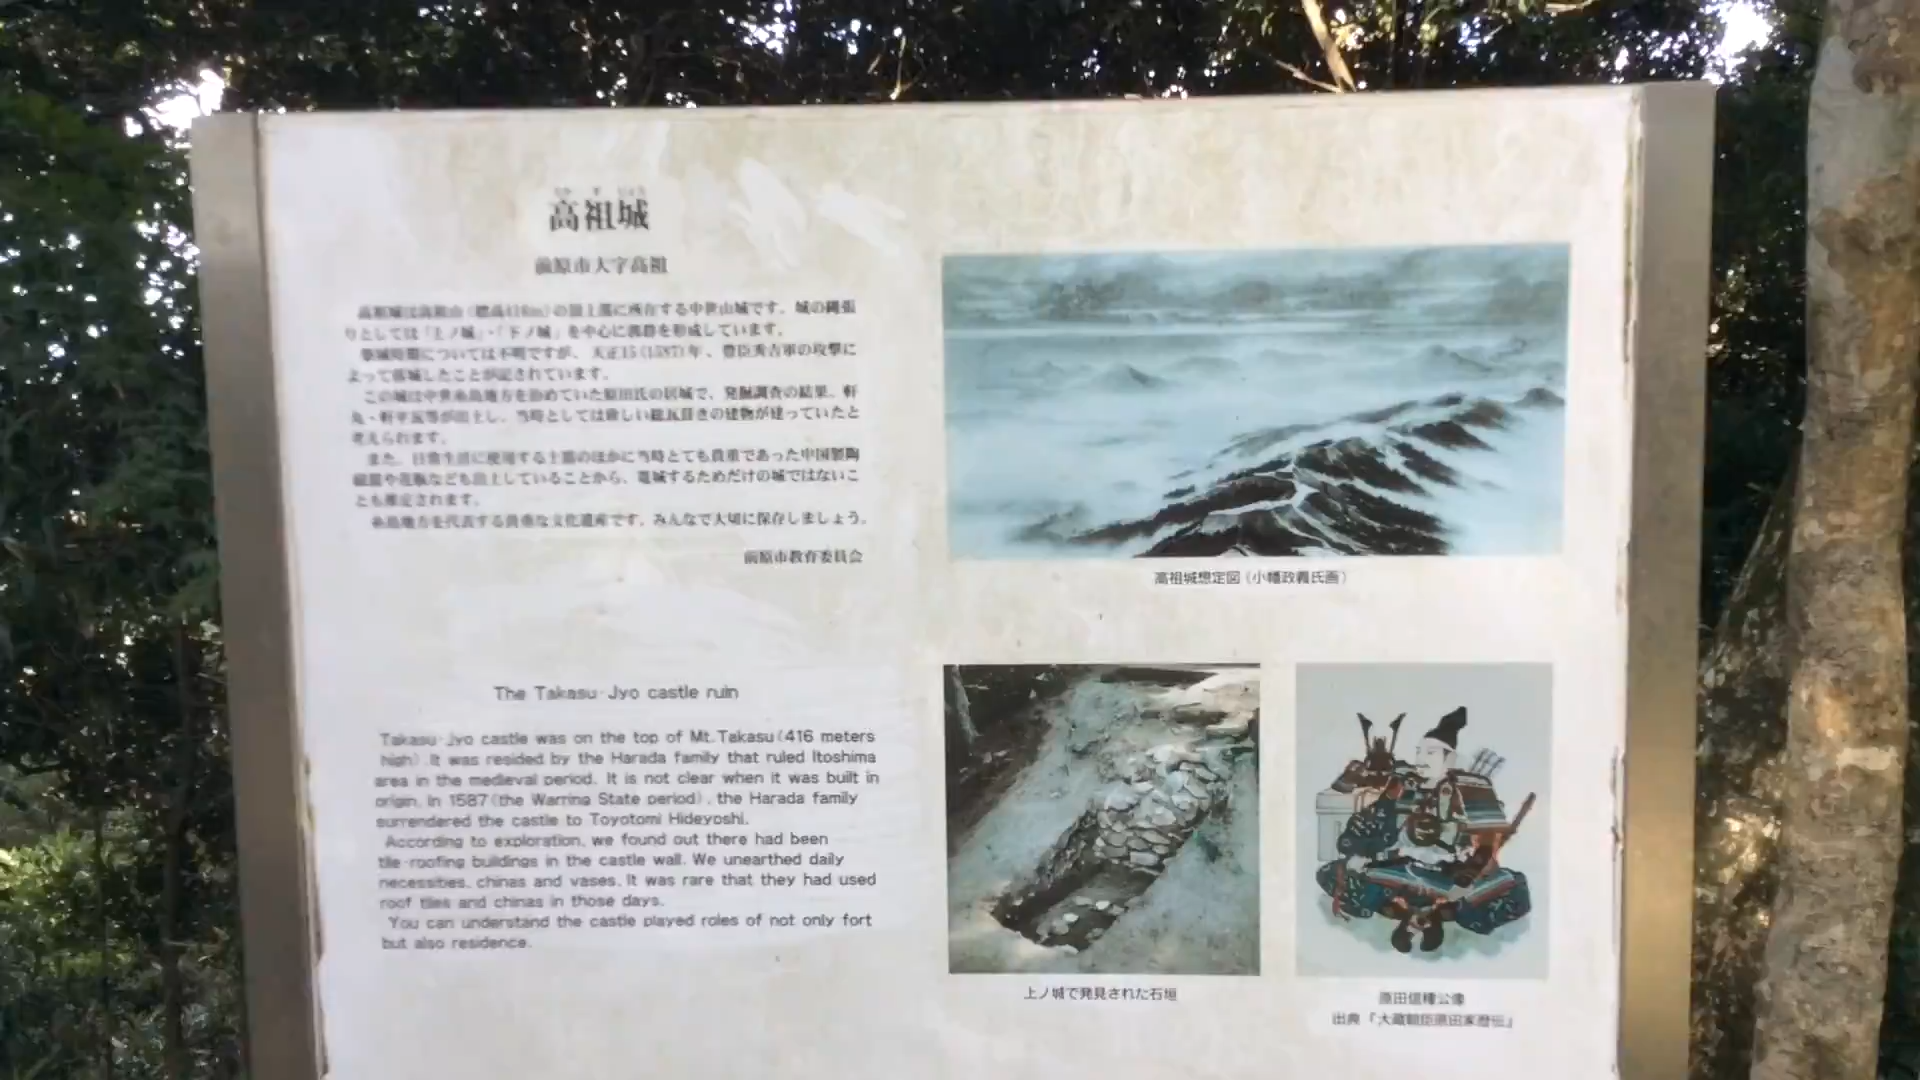 たか す じょう
高祖城
前原市大字高祖
高祖城は高祖山(標高416m)の頂上部に所在する中世山城です。城の縄張
りとしては「上ノ城」・「下ノ城」を中心に郭群を形成しています。
築城時期については不明ですが、天正15(1587)年、豊臣秀吉軍の攻撃に
よって落城したことが記されています。
この城は中世糸島地方を治めていた原田氏の居城で、発掘調査の結果、軒
丸・軒平瓦等が出土し、当時としては珍しい総瓦葺きの建物が建っていたと
考えられます。
また、日常生活に使用する土器のほかに当時とても貴重であった中国製陶
磁器や花瓶なども出土していることから、籠城するためだけの城ではないこ
とも推定されます。
糸島地方を代表する貴重な文化遺産です。みんなで大切に保存しましょう。
前原市教育委員会
The Takasu-Jyo castle ruin
Takasu-Jyo castle was on the top of Mt.Takasu(416 meters
high).It was resided by the Harada family that ruled Itoshima
area in the medieval period. It is not clear when it was built in
origin. In 1587(the Warring State period), the Harada family
surrendered the castle to Toyotomi Hideyoshi.
According to exploration, we found out there had been
tile-roofing buildings in the castle wall. We unearthed daily
necessities, chinas and vases. It was rare that they had used
roof tiles and chinas in those days.
You can understand the castle played roles of not only fort
but also residence.
高祖城想定図(小幡政義氏画)
上ノ城で発見された石垣
原田信種公像
出典「大蔵朝臣原田家歴伝」